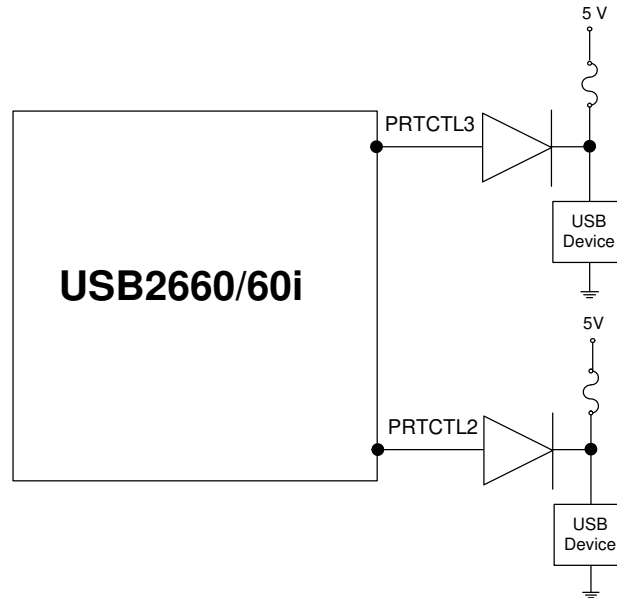 5 V
PRTCTL3
USB
Device
USB2660/60i
5V
PRTCTL2
USB
Device